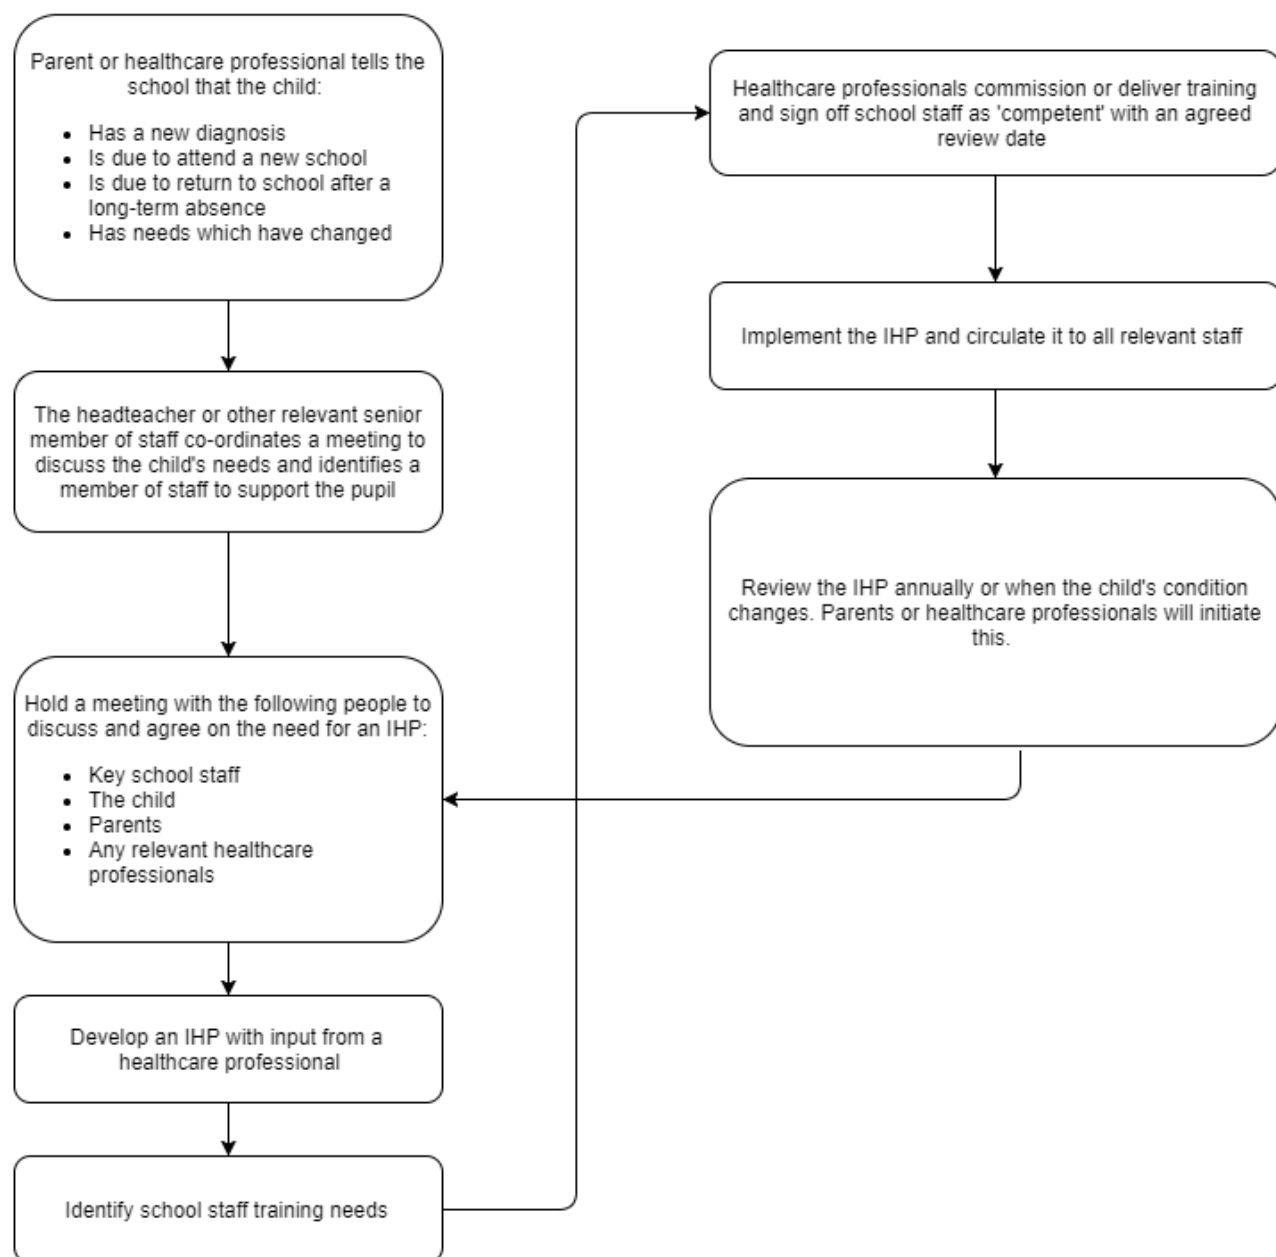 Parent or healthcare professional tells the
school that the child:
• Has a new diagnosis
• Is due to attend a new school
• Is due to return to school after a
long-term absence
• Has needs which have changed
The headteacher or other relevant senior
member of staff co-ordinates a meeting to
discuss the child's needs and identifies a
member of staff to support the pupil
Hold a meeting with the following people to
discuss and agree on the need for an IHP:
• Key school staff
• The child
• Parents
• Any relevant healthcare
professionals
Develop an IHP with input from a
healthcare professional
Identify school staff training needs
Healthcare professionals commission or deliver training
and sign off school staff as 'competent' with an agreed
review date
Implement the IHP and circulate it to all relevant staff
Review the IHP annually or when the child's condition
changes. Parents or healthcare professionals will initiate
this.